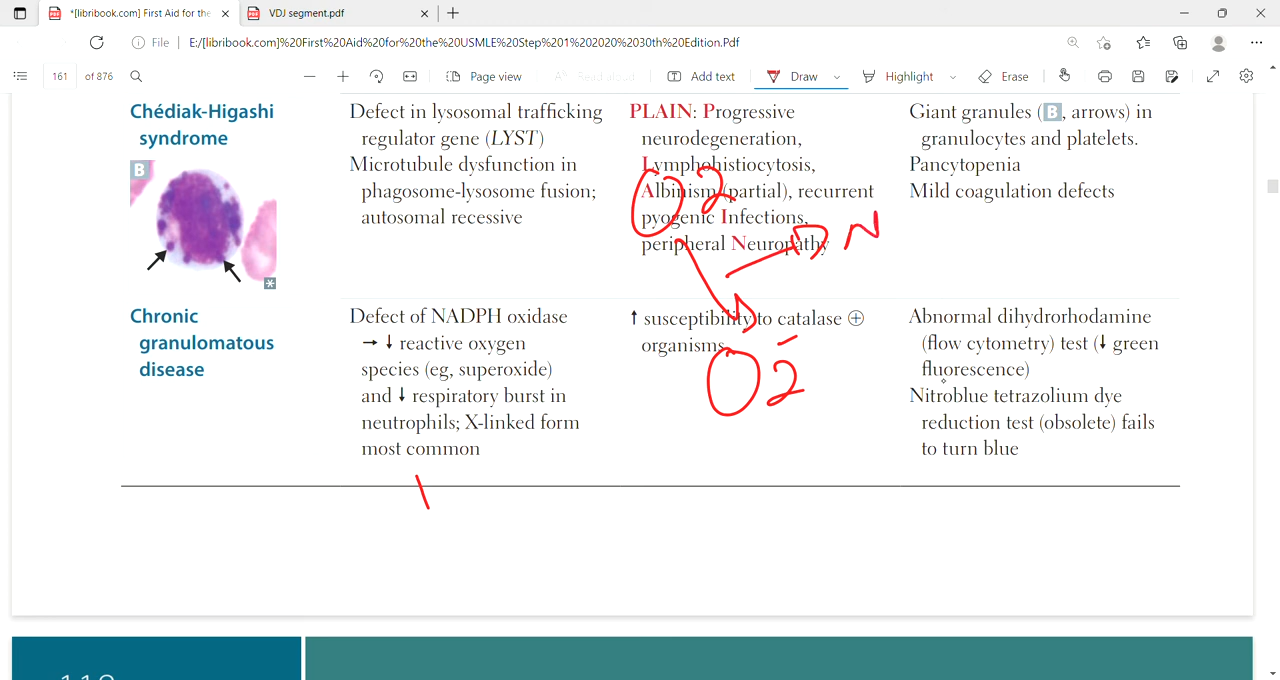 *[libribook.com] First Aid for the
VDJ segment.pdf
File E:/[libribook.com]%20First%20Aid%20for%20the%20USMLE%20Step%201%202020%2030th%20Edition.Pdf
161 of 876 Page view Read aloud Add text Draw Highlight Erase
Chédiak-Higashi
syndrome
B
*
Defect in lysosomal trafficking
regulator gene (LYST)
Microtubule dysfunction in
phagosome-lysosome fusion;
autosomal recessive
PLAIN: Progressive
neurodegeneration,
Lymphohistiocytosis,
Albinism (partial), recurrent
pyogenic Infections,
peripheral Neuropathy
Giant granules (B, arrows) in
granulocytes and platelets.
Pancytopenia
Mild coagulation defects
O2
DN
Chronic
granulomatous
disease
Defect of NADPH oxidase
→ ↓ reactive oxygen
species (eg, superoxide)
and ↓ respiratory burst in
neutrophils; X-linked form
most common
↑ susceptibility to catalase ⊕
organisms
O2
Abnormal dihydrorhodamine
(flow cytometry) test (↓ green
fluorescence)
Nitroblue tetrazolium dye
reduction test (obsolete) fails
to turn blue